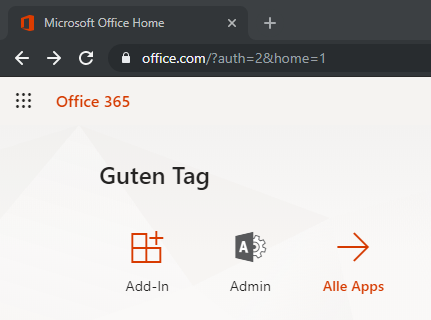 Microsoft Office Home
office.com/?auth=2&home=1
Office 365
Guten Tag
A
Add-In
Admin
Alle Apps